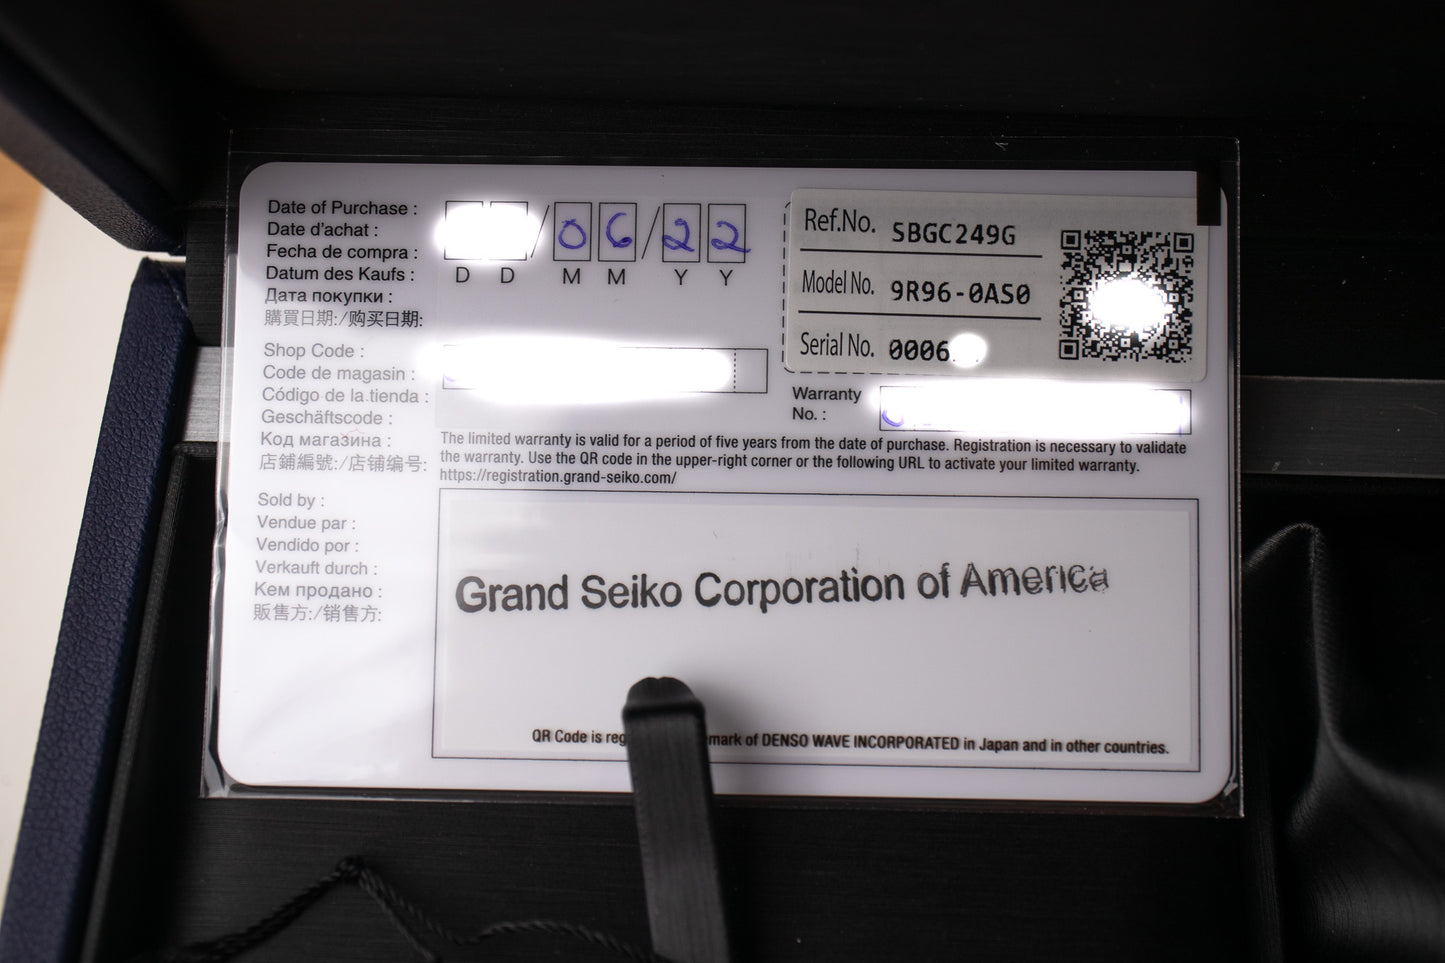 Date of Purchase :
Date d'achat :
Fecha de compra :
Datum des Kaufs :
Дата покупки :
購買日期:/购买日期:
/ 0 6 / 2 2
D D M M Y Y
Shop Code :
Code de magasin :
Código de la tienda :
Geschäftscode :
Код магазина :
店鋪編號:/店铺编号:
Sold by :
Vendue par :
Vendido por :
Verkauft durch :
Кем продано :
販售方:/销售方:
Ref.No. SBGC249G
Model No. 9R96-0AS0
Serial No. 0006
Warranty
No. :
The limited warranty is valid for a period of five years from the date of purchase. Registration is necessary to validate
the warranty. Use the QR code in the upper-right corner or the following URL to activate your limited warranty.
https://registration.grand-seiko.com/
Grand Seiko Corporation of America
QR Code is of DENSO WAVE INCORPORATED in Japan and in other countries.